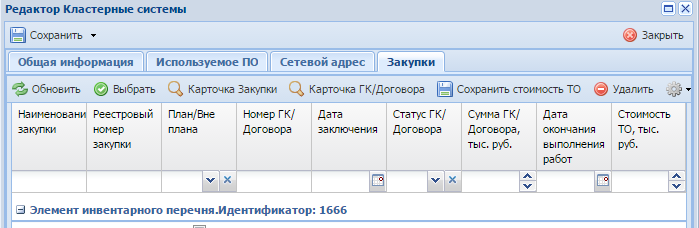 Редактор Кластерные системы
Сохранить Закрыть
Общая информация Используемое ПО Сетевой адрес Закупки
Обновить Выбрать Карточка Закупки Карточка ГК/Договора Сохранить стоимость ТО Удалить
Наименовани Реестровый План/Вне Номер ГК/ Дата Статус ГК/ Сумма ГК/ Дата Стоимость
закупки номер плана Договора заключения Договора Договора, окончания ТО, тыс.
закупки тыс. руб. выполнения руб.
работ
Элемент инвентарного перечня.Идентификатор: 1666